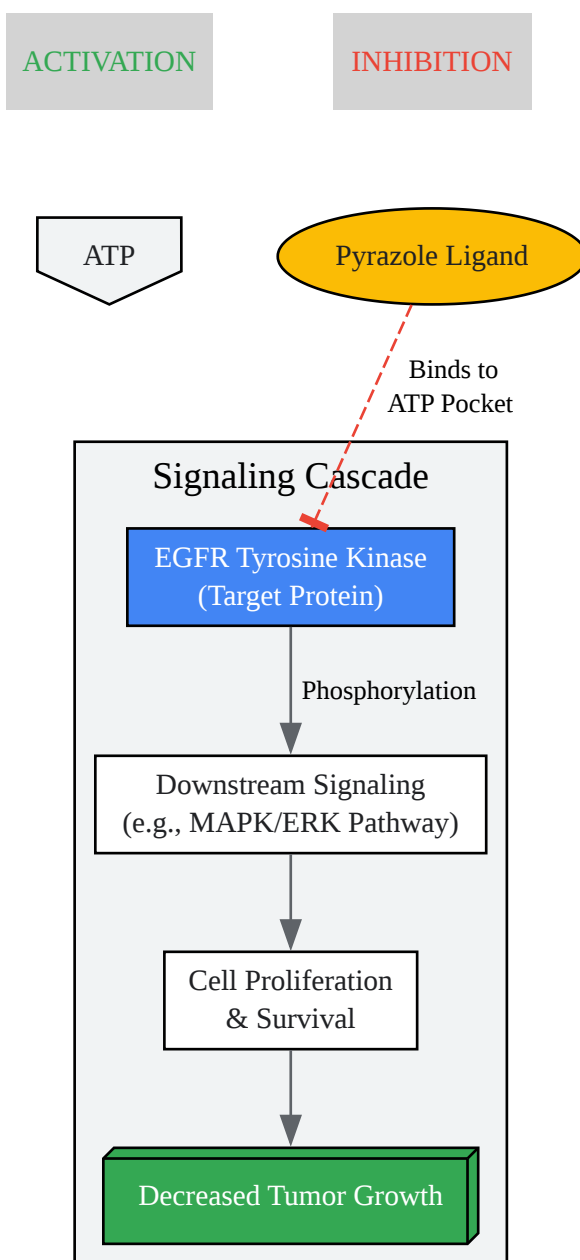 ACTIVATION
INHIBITION
ATP
Pyrazole Ligand
Binds to
ATP Pocket
Signaling Cascade
EGFR Tyrosine Kinase
(Target Protein)
Phosphorylation
Downstream Signaling
(e.g., MAPK/ERK Pathway)
Cell Proliferation
& Survival
Decreased Tumor Growth